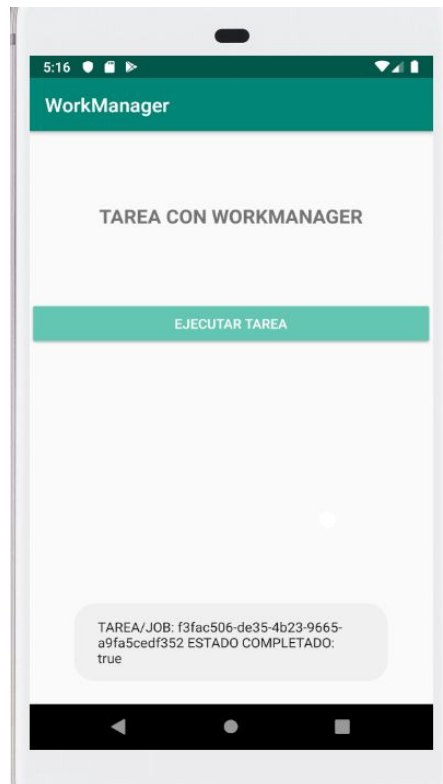 5:16
WorkManager
TAREA CON WORKMANAGER
EJECUTAR TAREA
TAREA/JOB: f3fac506-de35-4b23-9665-
a9fa5cedf352 ESTADO COMPLETADO:
true